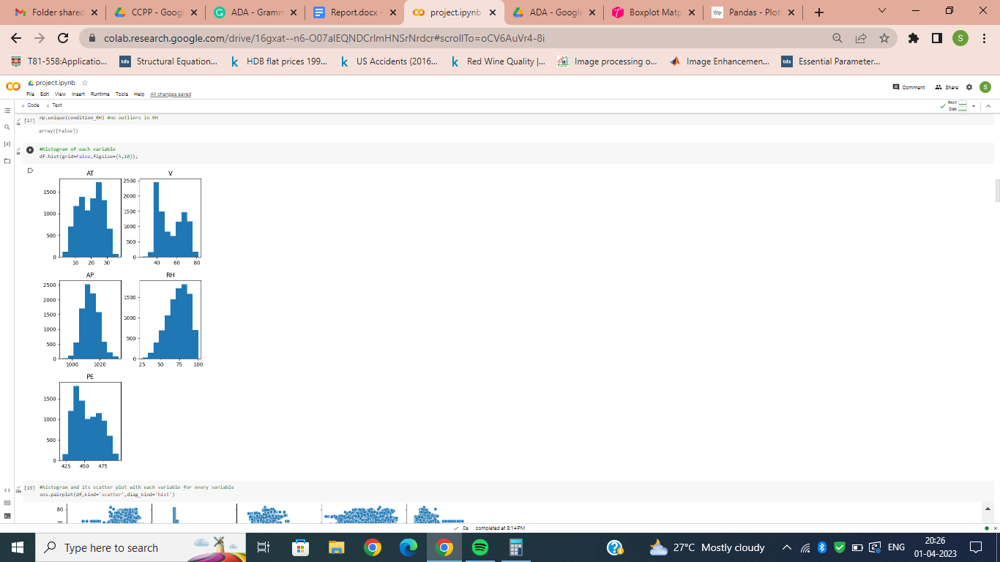 Folder shared
CCPP - Googl
ADA - Gramm
Report.docx -
project.ipynb
ADA - Google
Boxplot Matp
Pandas - Plott
colab.research.google.com/drive/16gxat--n6-O07alEQNDCrImHNSrNrdcr#scrollTo=oCV6AuVr4-8i
S
T81-558:Applicatio...
tds Structural Equation...
k HDB flat prices 199...
k US Accidents (2016...
k Red Wine Quality |...
Image processing o...
Image Enhancemen...
tds Essential Parameter...
project.ipynb
File Edit View Insert Runtime Tools Help All changes saved
Comment Share S
+ Code + Text
RAM
Disk
[17] np.unique(condition_RH) #no outliers in RH
array([False])
#histogram of each variable
df.hist(grid=False,figsize=(5,10));
AT
1500
1000
500
0
10 20 30
V
2500
2000
1500
1000
500
0
40 60 80
AP
2500
2000
1500
1000
500
0
1000 1020
RH
1500
1000
500
0
25 50 75 100
PE
1500
1000
500
0
425 450 475
[19] #histogram and its scatter plot with each variable for every variable
sns.pairplot(df,kind='scatter',diag_kind='hist')
80
70
0s completed at 8:14 PM
Type here to search
27°C Mostly cloudy
ENG
20:26
01-04-2023